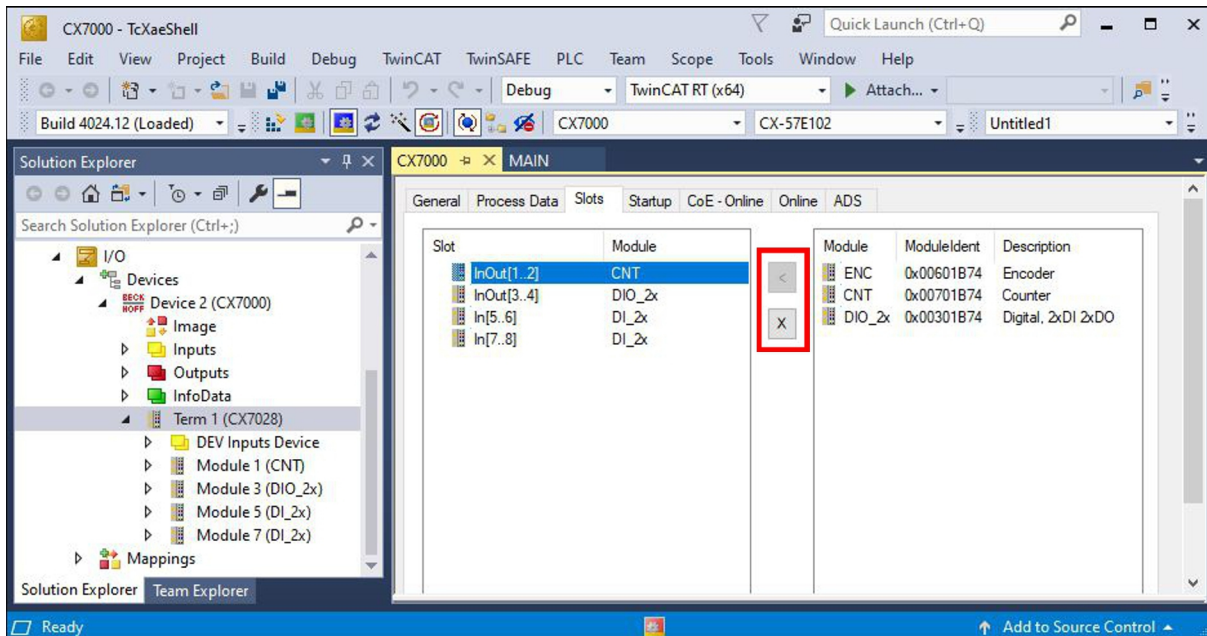 CX7000 - TcXaeShell
Quick Launch (Ctrl+Q)
File Edit View Project Build Debug TwinCAT TwinSAFE PLC Team Scope Tools Window Help
Debug TwinCAT RT (x64) Attach...
Build 4024.12 (Loaded) CX7000 CX-57E102 Untitled1
Solution Explorer
CX7000 MAIN
General Process Data Slots Startup CoE - Online Online ADS
Search Solution Explorer (Ctrl+;)
I/O
Devices
BECK
HOFF
Device 2 (CX7000)
Image
Inputs
Outputs
InfoData
Term 1 (CX7028)
DEV Inputs Device
Module 1 (CNT)
Module 3 (DIO_2x)
Module 5 (DI_2x)
Module 7 (DI_2x)
Mappings
Solution Explorer Team Explorer
Slot Module
InOut[1..2] CNT
InOut[3..4] DIO_2x
In[5..6] DI_2x
In[7..8] DI_2x
<
X
Module ModuleIdent Description
ENC 0x00601B74 Encoder
CNT 0x00701B74 Counter
DIO_2x 0x00301B74 Digital, 2xDI 2xDO
Ready
Add to Source Control